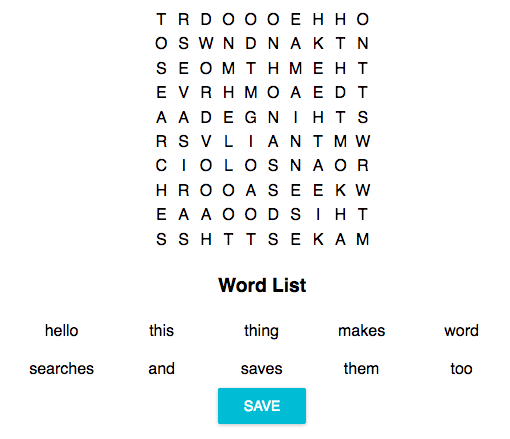 T R D O O O E H H O
O S W N D N A K T N
S E O M T H M E H T
E V R H M O A E D T
A A D E G N I H T S
R S V L I A N T M W
C I O L O S N A O R
H R O O A S E E K W
E A A O O D S I H T
S S H T T S E K A M
Word List
hello this thing makes word
searches and saves them too
SAVE